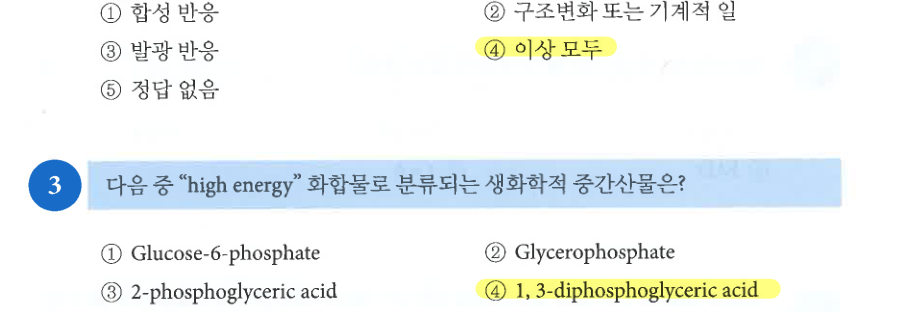 ① 합성 반응 ② 구조변화 또는 기계적 일
③ 발광 반응 ④ 이상 모두
⑤ 정답 없음
3 다음 중 “high energy” 화합물로 분류되는 생화학적 중간산물은?
① Glucose-6-phosphate ② Glycerophosphate
③ 2-phosphoglyceric acid ④ 1, 3-diphosphoglyceric acid